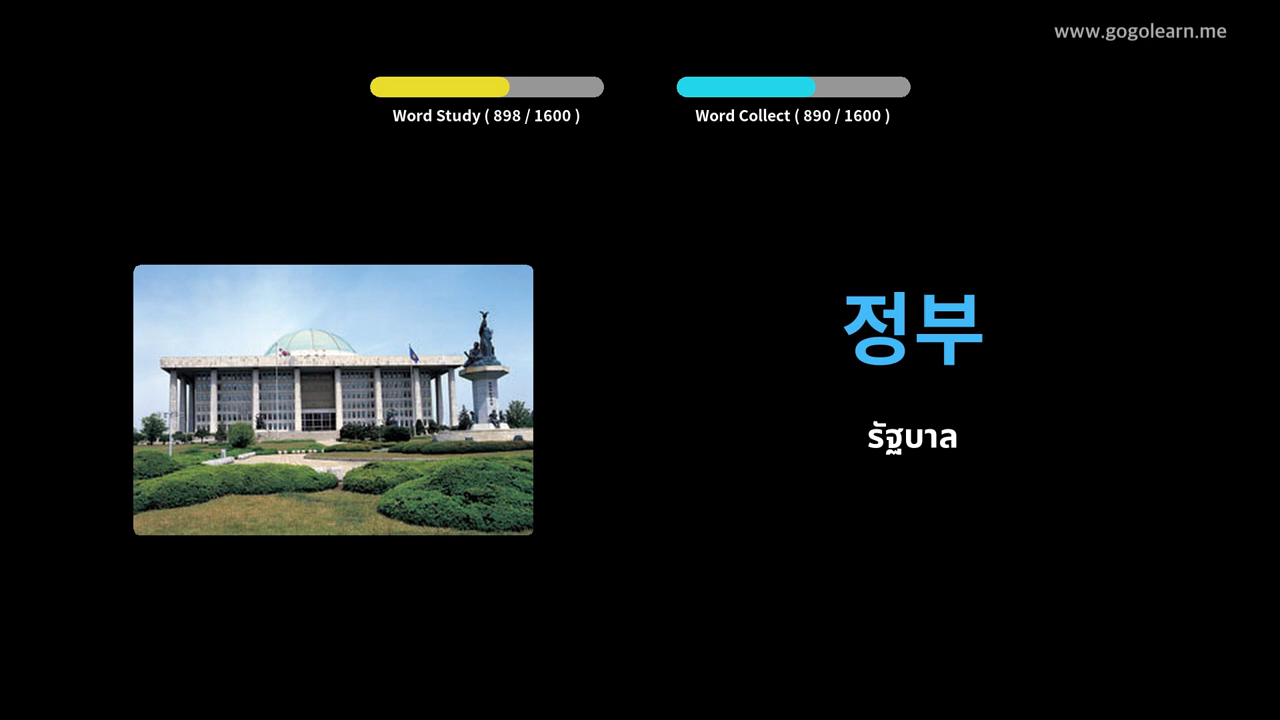 www.gogolearn.me
Word Study ( 898 / 1600 )
Word Collect ( 890 / 1600 )
정부
รัฐบาล